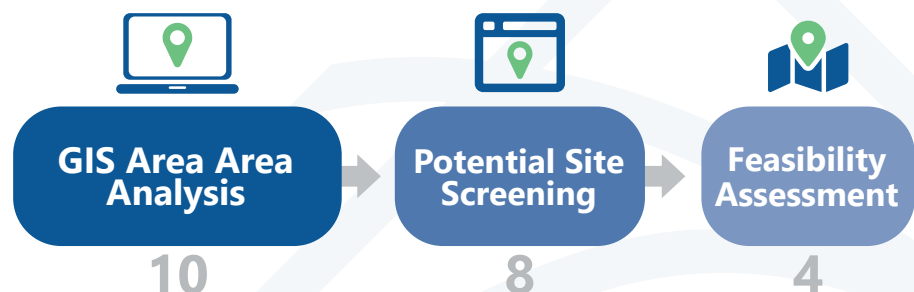 GIS Area Area
Analysis
Potential Site
Screening
Feasibility
Assessment
10
8
4